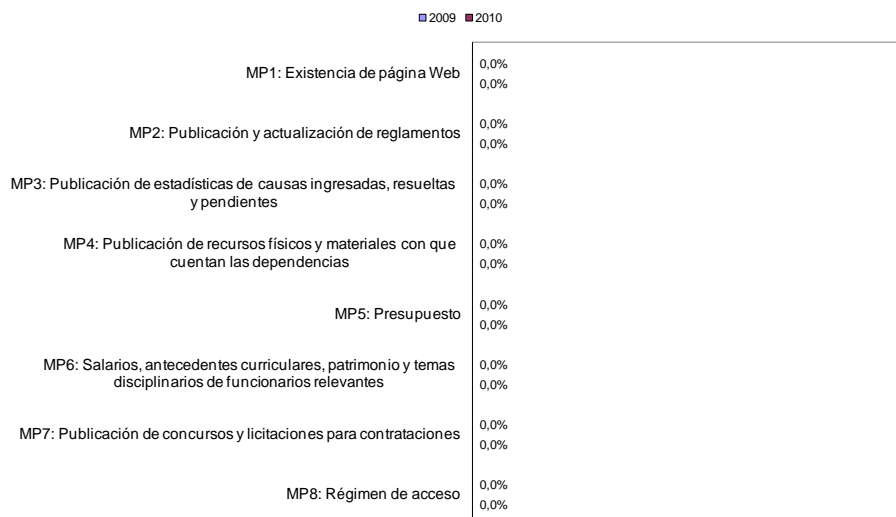 2009 2010
MP1: Existencia de página Web
0,0%
0,0%
MP2: Publicación y actualización de reglamentos
0,0%
0,0%
MP3: Publicación de estadísticas de causas ingresadas, resueltas
y pendientes
0,0%
0,0%
MP4: Publicación de recursos físicos y materiales con que
cuentan las dependencias
0,0%
0,0%
MP5: Presupuesto
0,0%
0,0%
MP6: Salarios, antecedentes curriculares, patrimonio y temas
disciplinarios de funcionarios relevantes
0,0%
0,0%
MP7: Publicación de concursos y licitaciones para contrataciones
0,0%
0,0%
MP8: Régimen de acceso
0,0%
0,0%